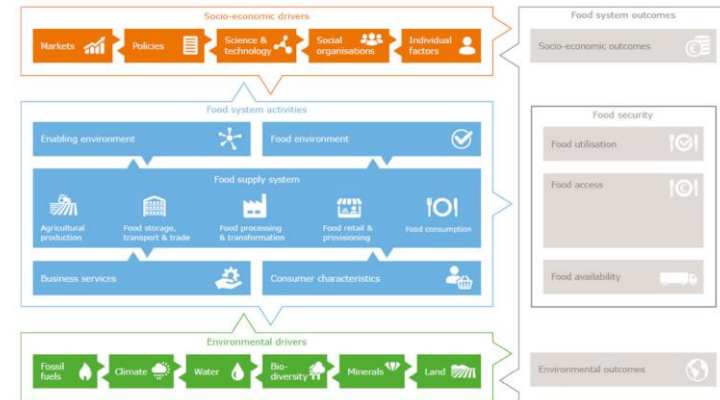 Socio-economic drivers
Markets
Policies
Science &
technology
Social
organisations
Individual
factors
Food system outcomes
Socio-economic outcomes
Food system activities
Enabling environment
Food environment
Food supply system
Agricultural
production
Food storage,
transport & trade
Food processing
& transformation
Food retail &
provisioning
Food consumption
Business services
Consumer characteristics
Food security
Food utilisation
Food access
Food availability
Environmental drivers
Fossil
fuels
Climate
Water
Bio-
diversity
Minerals
Land
Environmental outcomes